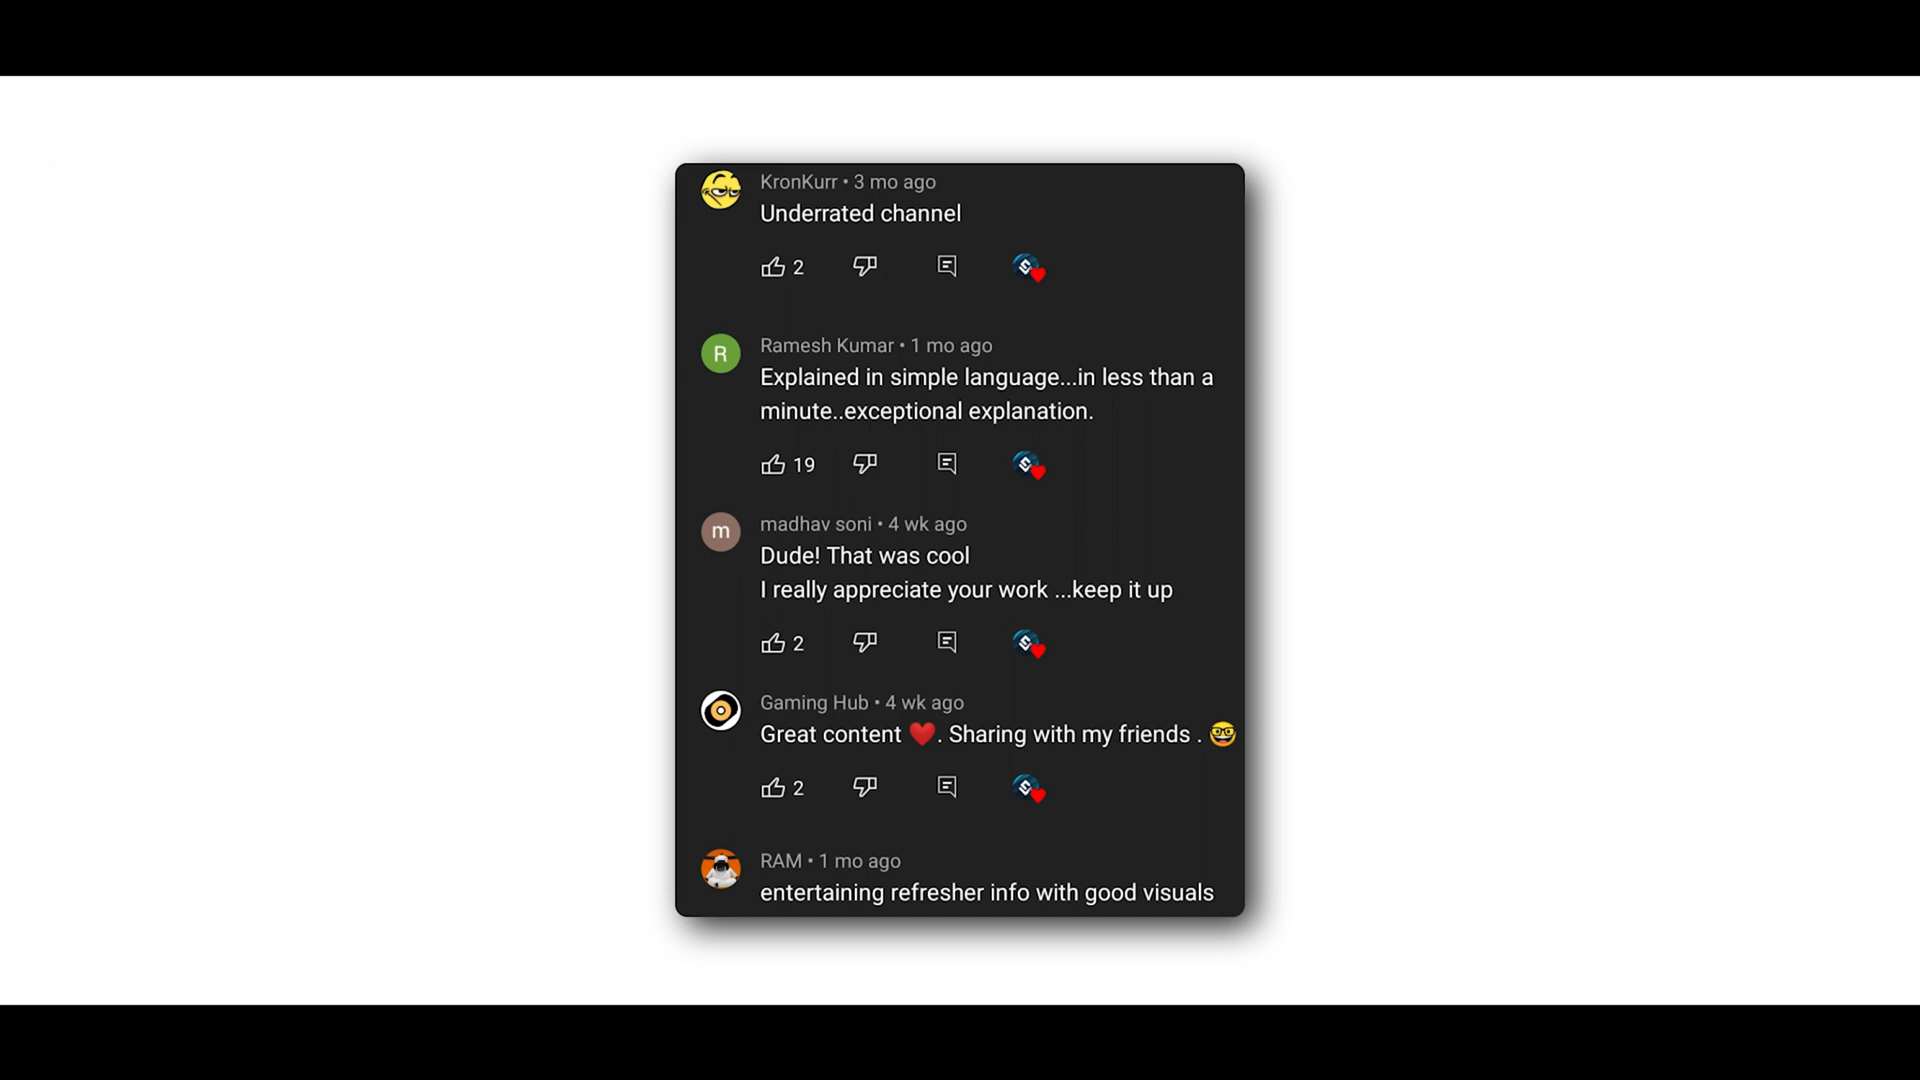 KronKurr • 3 mo ago
Underrated channel
2
R
Ramesh Kumar • 1 mo ago
Explained in simple language...in less than a
minute..exceptional explanation.
19
m
madhav soni • 4 wk ago
Dude! That was cool
I really appreciate your work ...keep it up
2
Gaming Hub • 4 wk ago
Great content ❤️. Sharing with my friends . 🤓
2
RAM • 1 mo ago
entertaining refresher info with good visuals